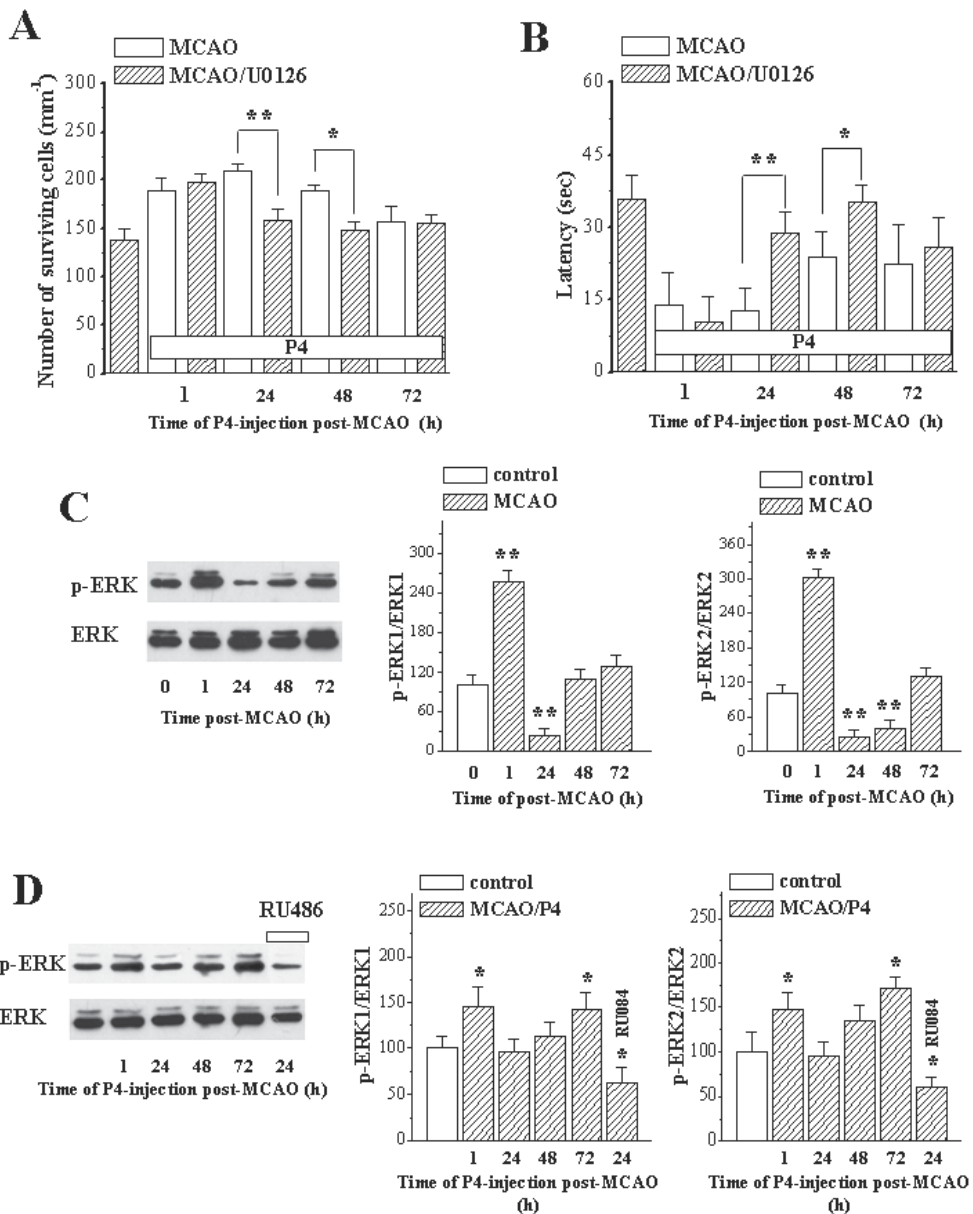 A
MCAO
MCAO/U0126
Number of surviving cells (mm-1)
300
250
200
150
100
50
0
**
*
P4
1 24 48 72
Time of P4-injection post-MCAO (h)
B
MCAO
MCAO/U0126
Latency (sec)
60
45
30
15
0
**
*
P4
1 24 48 72
Time of P4-injection post-MCAO (h)
C
p-ERK
ERK
0 1 24 48 72
Time post-MCAO (h)
control
MCAO
p-ERK1/ERK1
300
240
180
120
60
0
**
**
0 1 24 48 72
Time of post-MCAO (h)
control
MCAO
p-ERK2/ERK2
360
300
240
180
120
60
0
**
** **
0 1 24 48 72
Time of post-MCAO (h)
D
RU486
p-ERK
ERK
1 24 48 72 24
Time of P4-injection post-MCAO (h)
control
MCAO/P4
p-ERK1/ERK1
250
200
150
100
50
0
* *
* RU084
1 24 48 72 24
Time of P4-injection post-MCAO
(h)
control
MCAO/P4
p-ERK2/ERK2
250
200
150
100
50
0
* *
* RU084
1 24 48 72 24
Time of P4-injection post-MCAO
(h)